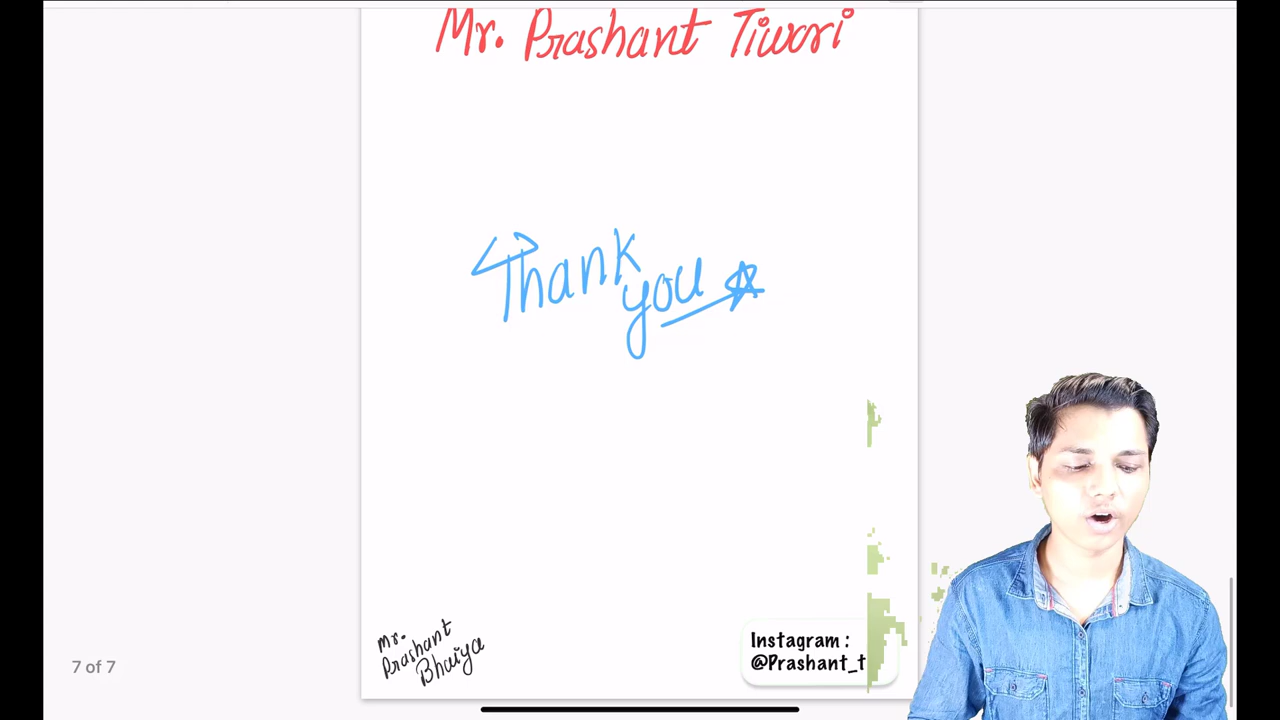 Mr. Prashant Tiwari
Thank
you
Mr.
Prashant
Bhaiya
Instagram :
@Prashant_t
7 of 7